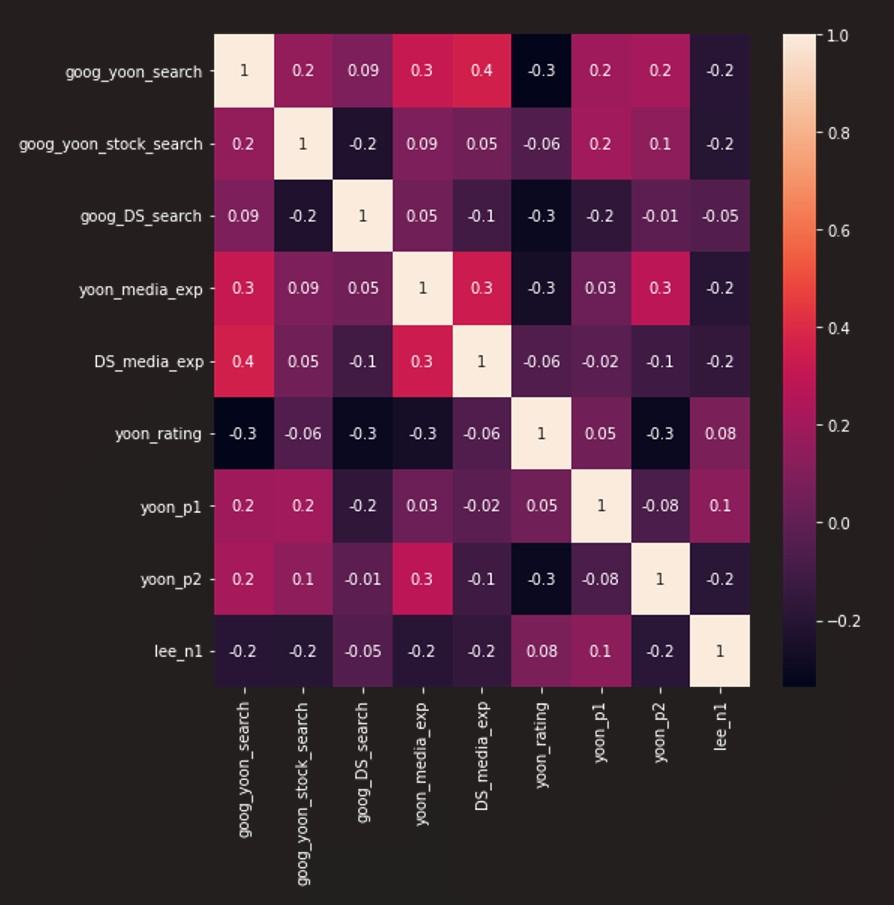 goog_yoon_search 1 0.2 0.09 0.3 0.4 -0.3 0.2 0.2 -0.2
goog_yoon_stock_search 0.2 1 -0.2 0.09 0.05 -0.06 0.2 0.1 -0.2
goog_DS_search 0.09 -0.2 1 0.05 -0.1 -0.3 -0.2 -0.01 -0.05
yoon_media_exp 0.3 0.09 0.05 1 0.3 -0.3 0.03 0.3 -0.2
DS_media_exp 0.4 0.05 -0.1 0.3 1 -0.06 -0.02 -0.1 -0.2
yoon_rating -0.3 -0.06 -0.3 -0.3 -0.06 1 0.05 -0.3 0.08
yoon_p1 0.2 0.2 -0.2 0.03 -0.02 0.05 1 -0.08 0.1
yoon_p2 0.2 0.1 -0.01 0.3 -0.1 -0.3 -0.08 1 -0.2
lee_n1 -0.2 -0.2 -0.05 -0.2 -0.2 0.08 0.1 -0.2 1
goog_yoon_search
goog_yoon_stock_search
goog_DS_search
yoon_media_exp
DS_media_exp
yoon_rating
yoon_p1
yoon_p2
lee_n1
1.0
0.8
0.6
0.4
0.2
0.0
−0.2